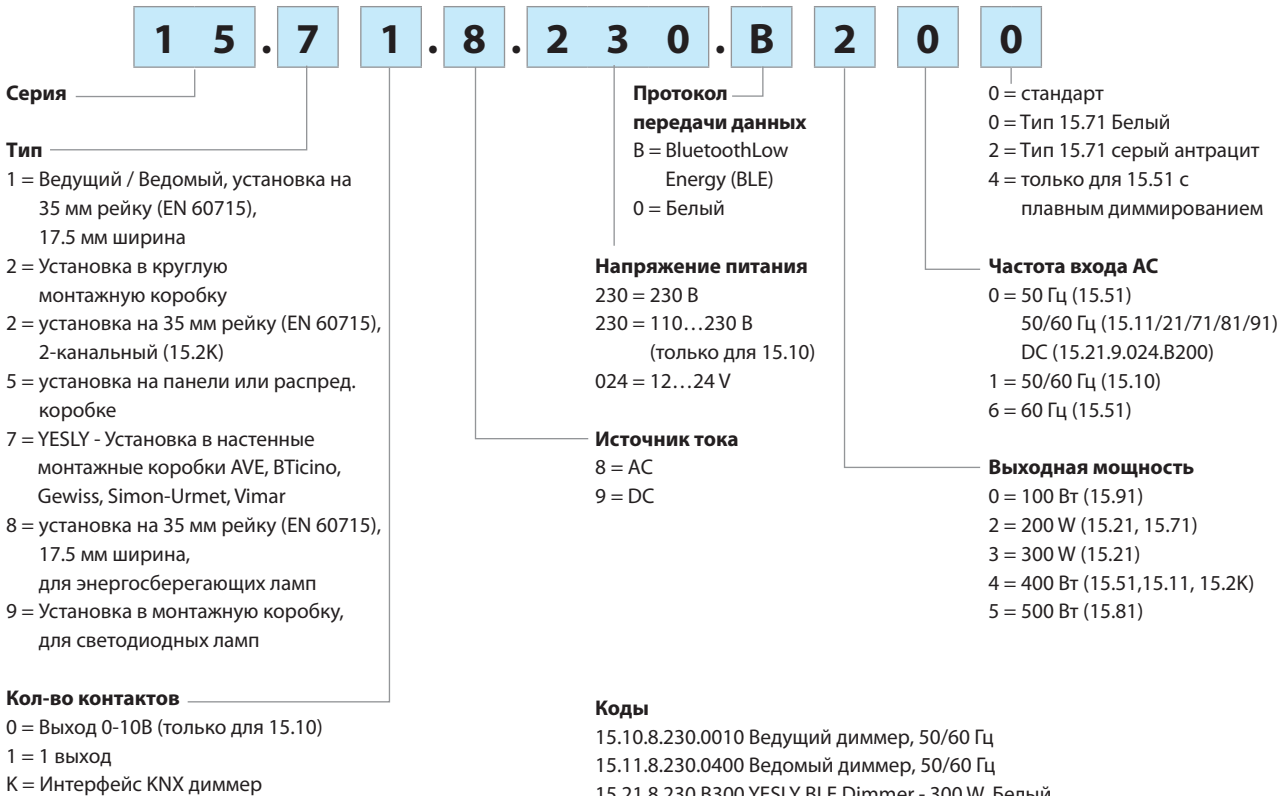 1 5 . 7 1 . 8 . 2 3 0 . B 2 0 0
Серия
Тип
1 = Ведущий / Ведомый, установка на
35 мм рейку (EN 60715),
17.5 мм ширина
2 = Установка в круглую
монтажную коробку
2 = установка на 35 мм рейку (EN 60715),
2-канальный (15.2K)
5 = установка на панели или распред.
коробке
7 = YESLY - Установка в настенные
монтажные коробки AVE, BTicino,
Gewiss, Simon-Urmet, Vimar
8 = установка на 35 мм рейку (EN 60715),
17.5 мм ширина,
для энергосберегающих ламп
9 = Установка в монтажную коробку,
для светодиодных ламп
Кол-во контактов
0 = Выход 0-10В (только для 15.10)
1 = 1 выход
K = Интерфейс KNX диммер
Протокол
передачи данных
B = BluetoothLow
Energy (BLE)
0 = Белый
Напряжение питания
230 = 230 В
230 = 110…230 В
(только для 15.10)
024 = 12…24 V
Источник тока
8 = AC
9 = DC
0 = стандарт
0 = Тип 15.71 Белый
2 = Тип 15.71 серый антрацит
4 = только для 15.51 с
плавным диммированием
Частота входа АС
0 = 50 Гц (15.51)
50/60 Гц (15.11/21/71/81/91)
DC (15.21.9.024.B200)
1 = 50/60 Гц (15.10)
6 = 60 Гц (15.51)
Выходная мощность
0 = 100 Вт (15.91)
2 = 200 W (15.21, 15.71)
3 = 300 W (15.21)
4 = 400 Вт (15.51,15.11, 15.2K)
5 = 500 Вт (15.81)
Коды
15.10.8.230.0010 Ведущий диммер, 50/60 Гц
15.11.8.230.0400 Ведомый диммер, 50/60 Гц
15.21.8.230.B300 YESLY BLE Dimmer - 300 W, Белый